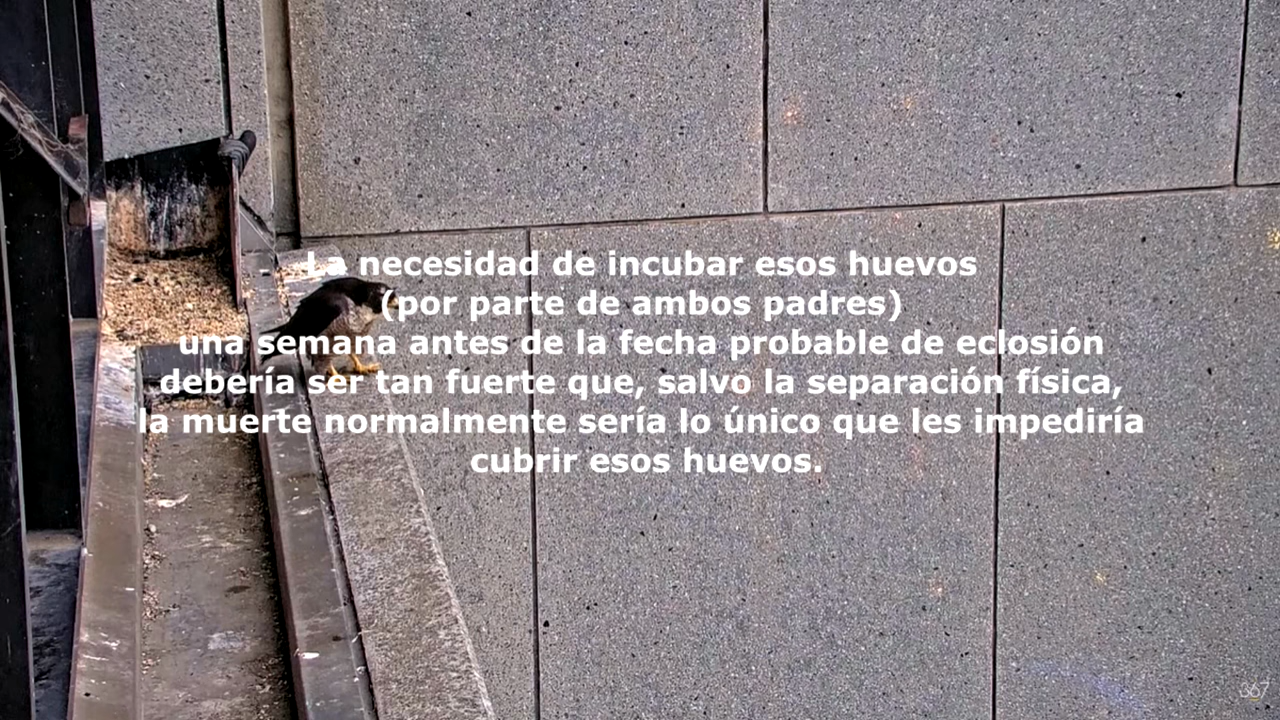 La necesidad de incubar esos huevos
(por parte de ambos padres)
una semana antes de la fecha probable de eclosión
debería ser tan fuerte que, salvo la separación física,
la muerte normalmente sería lo único que les impediría
cubrir esos huevos.
367